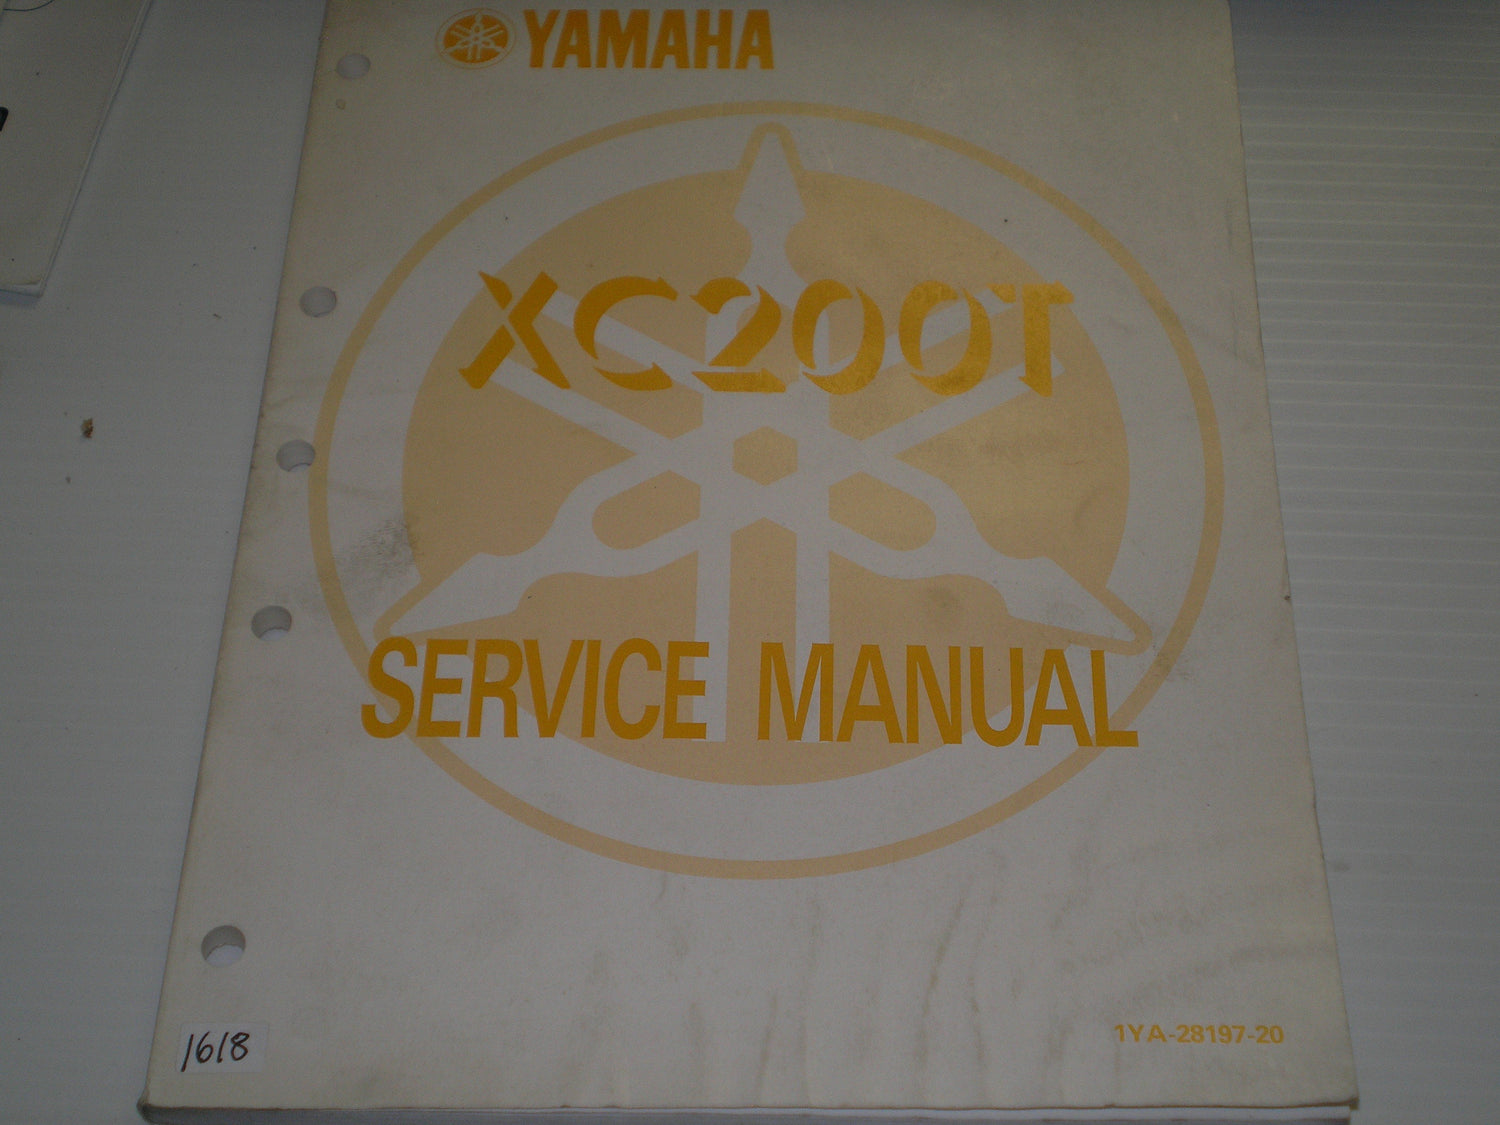 YAMAHA
XC200T
SERVICE MANUAL
1YA-28197-20
1618